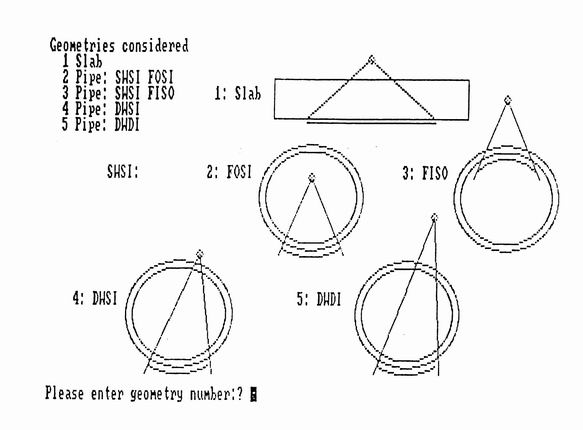 Geometries considered
1 Slab
2 Pipe: SWSI FOSI
3 Pipe: SWSI FISO
4 Pipe: DWSI
5 Pipe: DWDI
1: Slab
SWSI:
2: FOSI
3: FISO
4: DWSI
5: DWDI
Please enter geometry number:?